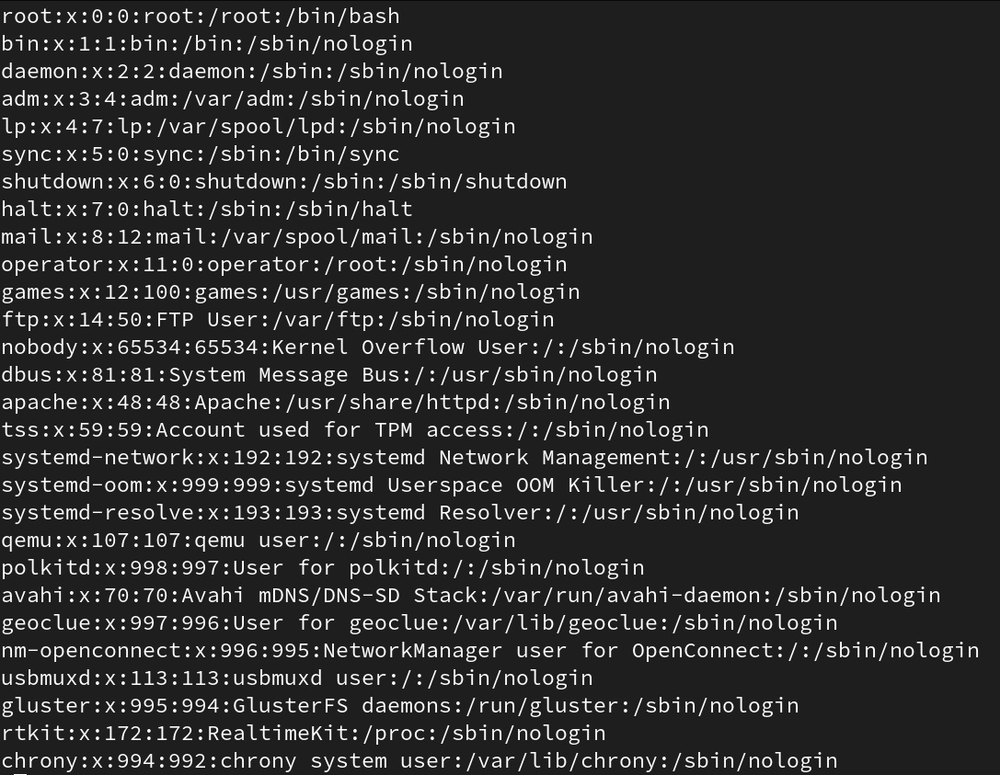 root:x:0:0:root:/root:/bin/bash
bin:x:1:1:bin:/bin:/sbin/nologin
daemon:x:2:2:daemon:/sbin:/sbin/nologin
adm:x:3:4:adm:/var/adm:/sbin/nologin
lp:x:4:7:lp:/var/spool/lpd:/sbin/nologin
sync:x:5:0:sync:/sbin:/bin/sync
shutdown:x:6:0:shutdown:/sbin:/sbin/shutdown
halt:x:7:0:halt:/sbin:/sbin/halt
mail:x:8:12:mail:/var/spool/mail:/sbin/nologin
operator:x:11:0:operator:/root:/sbin/nologin
games:x:12:100:games:/usr/games:/sbin/nologin
ftp:x:14:50:FTP User:/var/ftp:/sbin/nologin
nobody:x:65534:65534:Kernel Overflow User:/:/sbin/nologin
dbus:x:81:81:System Message Bus:/:/usr/sbin/nologin
apache:x:48:48:Apache:/usr/share/httpd:/sbin/nologin
tss:x:59:59:Account used for TPM access:/:/sbin/nologin
systemd-network:x:192:192:systemd Network Management:/:/usr/sbin/nologin
systemd-oom:x:999:999:systemd Userspace OOM Killer:/:/usr/sbin/nologin
systemd-resolve:x:193:193:systemd Resolver:/:/usr/sbin/nologin
qemu:x:107:107:qemu user:/:/sbin/nologin
polkitd:x:998:997:User for polkitd:/:/sbin/nologin
avahi:x:70:70:Avahi mDNS/DNS-SD Stack:/var/run/avahi-daemon:/sbin/nologin
geoclue:x:997:996:User for geoclue:/var/lib/geoclue:/sbin/nologin
nm-openconnect:x:996:995:NetworkManager user for OpenConnect:/:/sbin/nologin
usbmuxd:x:113:113:usbmuxd user:/:/sbin/nologin
gluster:x:995:994:GlusterFS daemons:/run/gluster:/sbin/nologin
rtkit:x:172:172:RealtimeKit:/proc:/sbin/nologin
chrony:x:994:992:chrony system user:/var/lib/chrony:/sbin/nologin